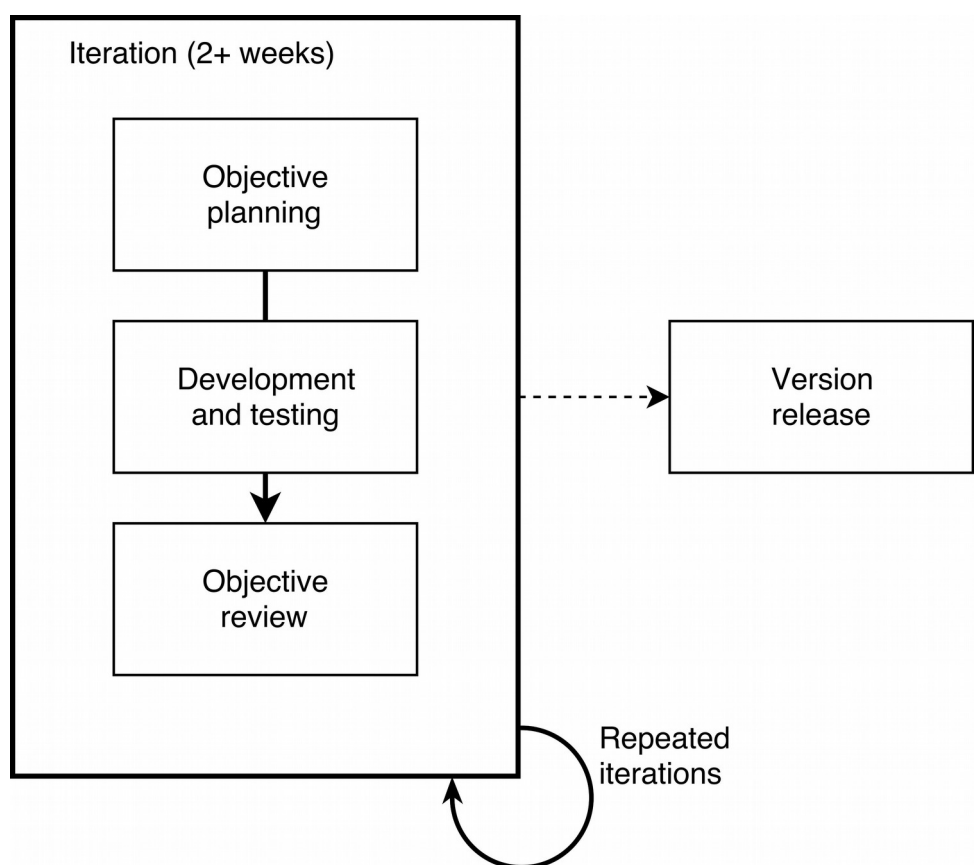 Iteration (2+ weeks)
Objective
planning
Development
and testing
Objective
review
Version
release
Repeated
iterations